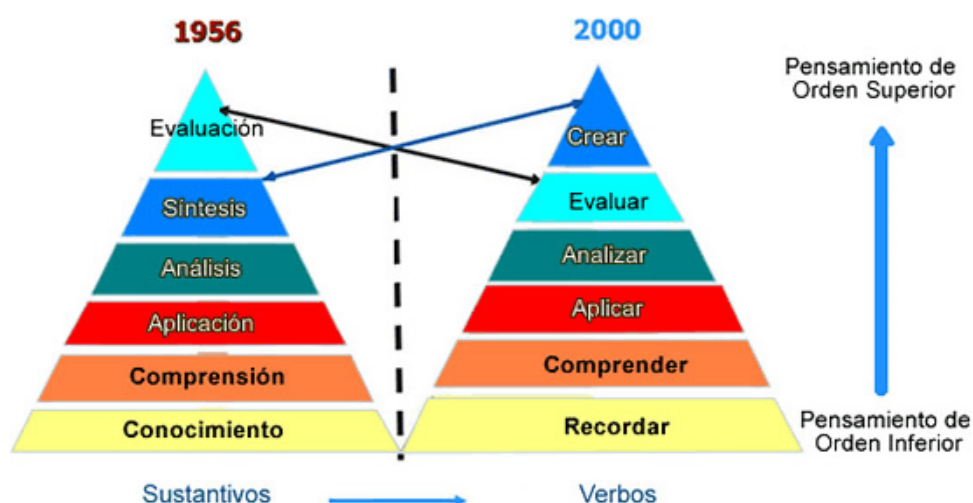 1956
2000
Evaluación
Síntesis
Análisis
Aplicación
Comprensión
Conocimiento
Crear
Evaluar
Analizar
Aplicar
Comprender
Recordar
Pensamiento de
Orden Superior
Pensamiento de
Orden Inferior
Sustantivos
Verbos